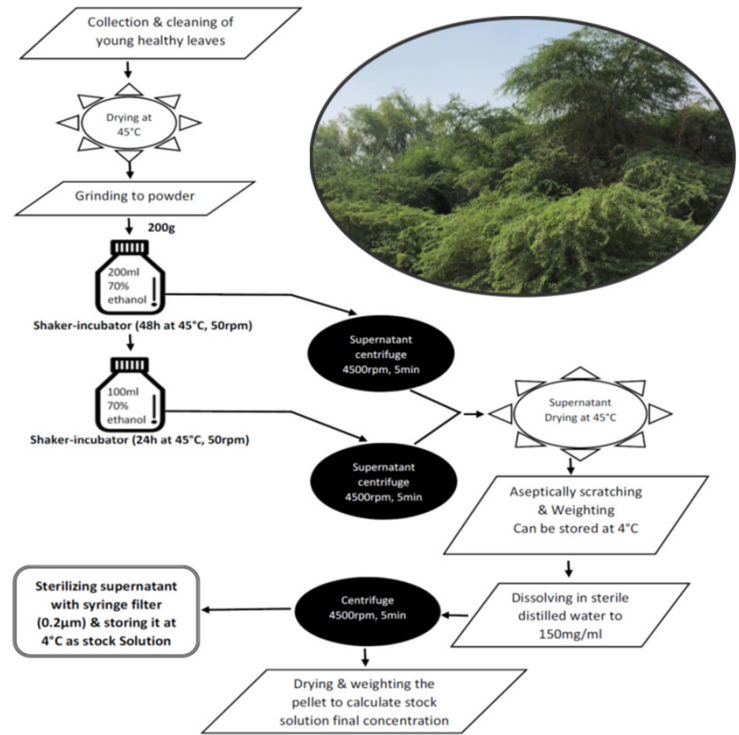 Collection & cleaning of
young healthy leaves
Drying at
45°C
Grinding to powder
200g
200ml
70%
ethanol
Shaker-incubator (48h at 45°C, 50rpm)
Supernatant
centrifuge
4500rpm, 5min
100ml
70%
ethanol
Shaker-incubator (24h at 45°C, 50rpm)
Supernatant
centrifuge
4500rpm, 5min
Supernatant
Drying at 45°C
Aseptically scratching
& Weighting
Can be stored at 4°C
Dissolving in sterile
distilled water to
150mg/ml
Centrifuge
4500rpm, 5min
Sterilizing supernatant
with syringe filter
(0.2µm) & storing it at
4°C as stock Solution
Drying & weighting the
pellet to calculate stock
solution final concentration